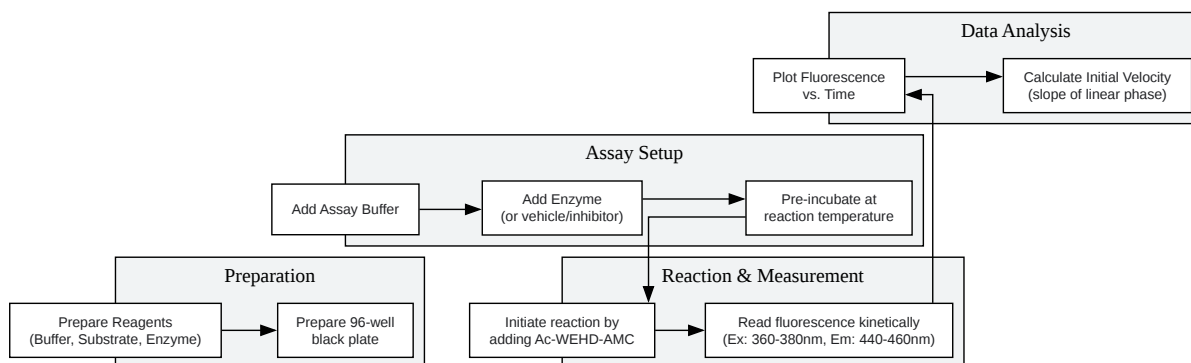 Data Analysis
Plot Fluorescence
vs. Time
Calculate Initial Velocity
(slope of linear phase)
Assay Setup
Add Assay Buffer
Add Enzyme
(or vehicle/inhibitor)
Pre-incubate at
reaction temperature
Preparation
Prepare Reagents
(Buffer, Substrate, Enzyme)
Prepare 96-well
black plate
Reaction & Measurement
Initiate reaction by
adding Ac-WEHD-AMC
Read fluorescence kinetically
(Ex: 360-380nm, Em: 440-460nm)